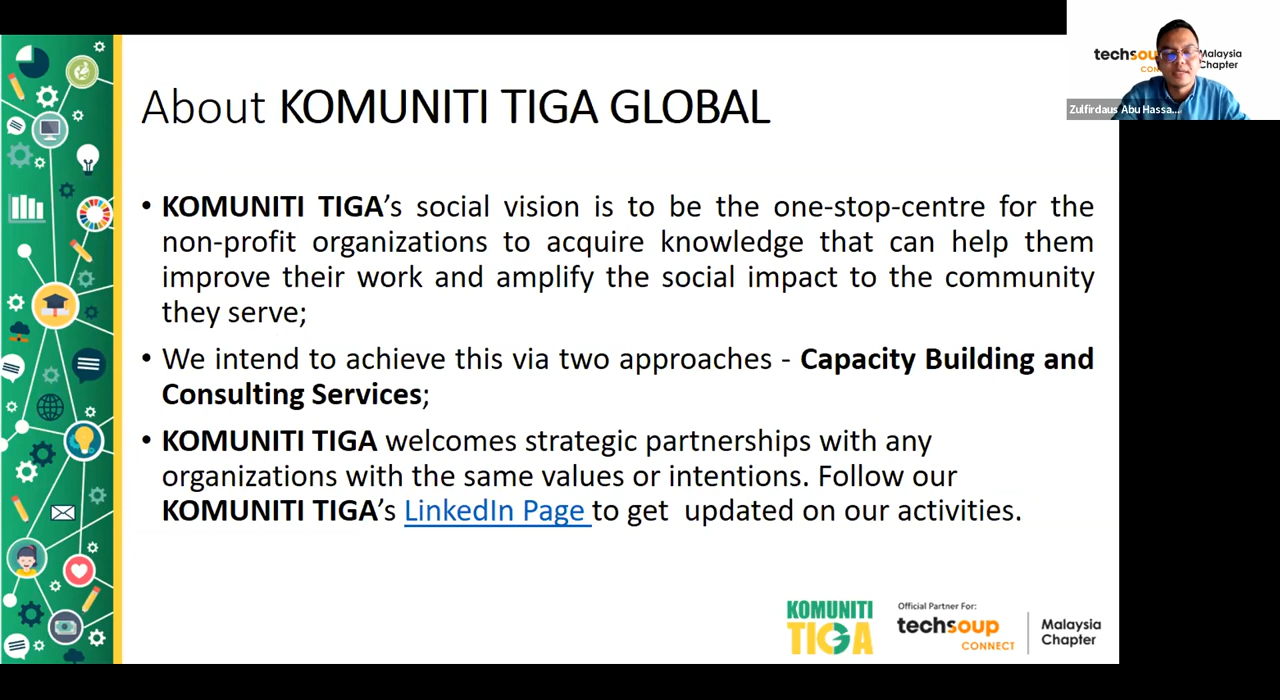 About KOMUNITI TIGA GLOBAL
• KOMUNITI TIGA’s social vision is to be the one-stop-centre for the
non-profit organizations to acquire knowledge that can help them
improve their work and amplify the social impact to the community
they serve;
• We intend to achieve this via two approaches - Capacity Building and
Consulting Services;
• KOMUNITI TIGA welcomes strategic partnerships with any
organizations with the same values or intentions. Follow our
KOMUNITI TIGA’s LinkedIn Page to get  updated on our activities.
KOMUNITI
TIGA
Official Partner For:
techsoup
CONNECT
Malaysia
Chapter
Malaysia
Chapter
Zulfirdaus Abu Hassa...